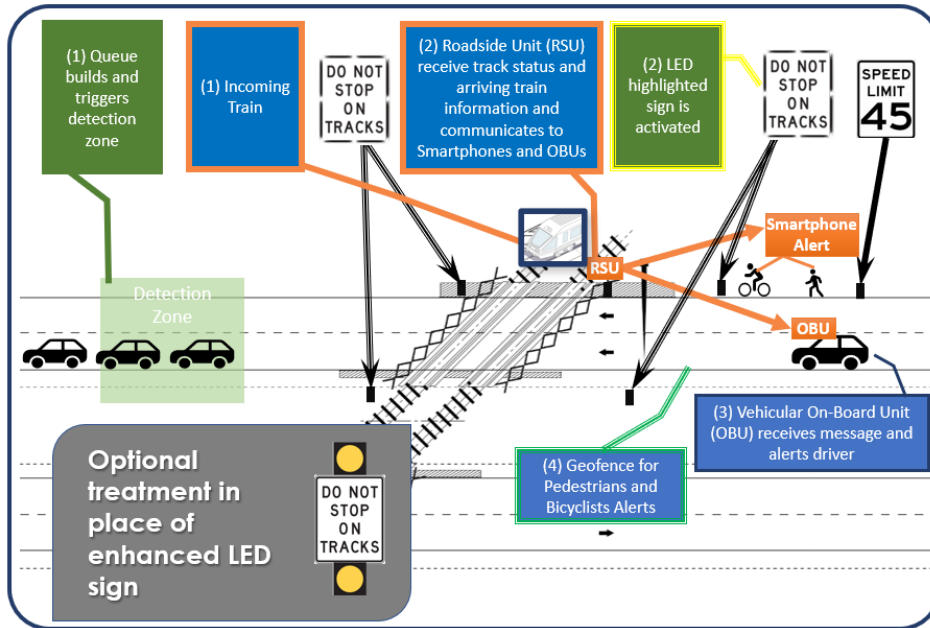 (1) Queue
builds and
triggers
detection
zone
(1) Incoming
Train
DO NOT
STOP
ON
TRACKS
(2) Roadside Unit (RSU)
receive track status and
arriving train
information and
communicates to
Smartphones and OBUs
(2) LED
highlighted
sign is
activated
DO NOT
STOP
ON
TRACKS
SPEED
LIMIT
45
Smartphone
Alert
RSU
Detection
Zone
OBU
(3) Vehicular On-Board Unit
(OBU) receives message and
alerts driver
(4) Geofence for
Pedestrians and
Bicyclists Alerts
Optional
treatment in
place of
enhanced LED
sign
DO NOT
STOP
ON
TRACKS